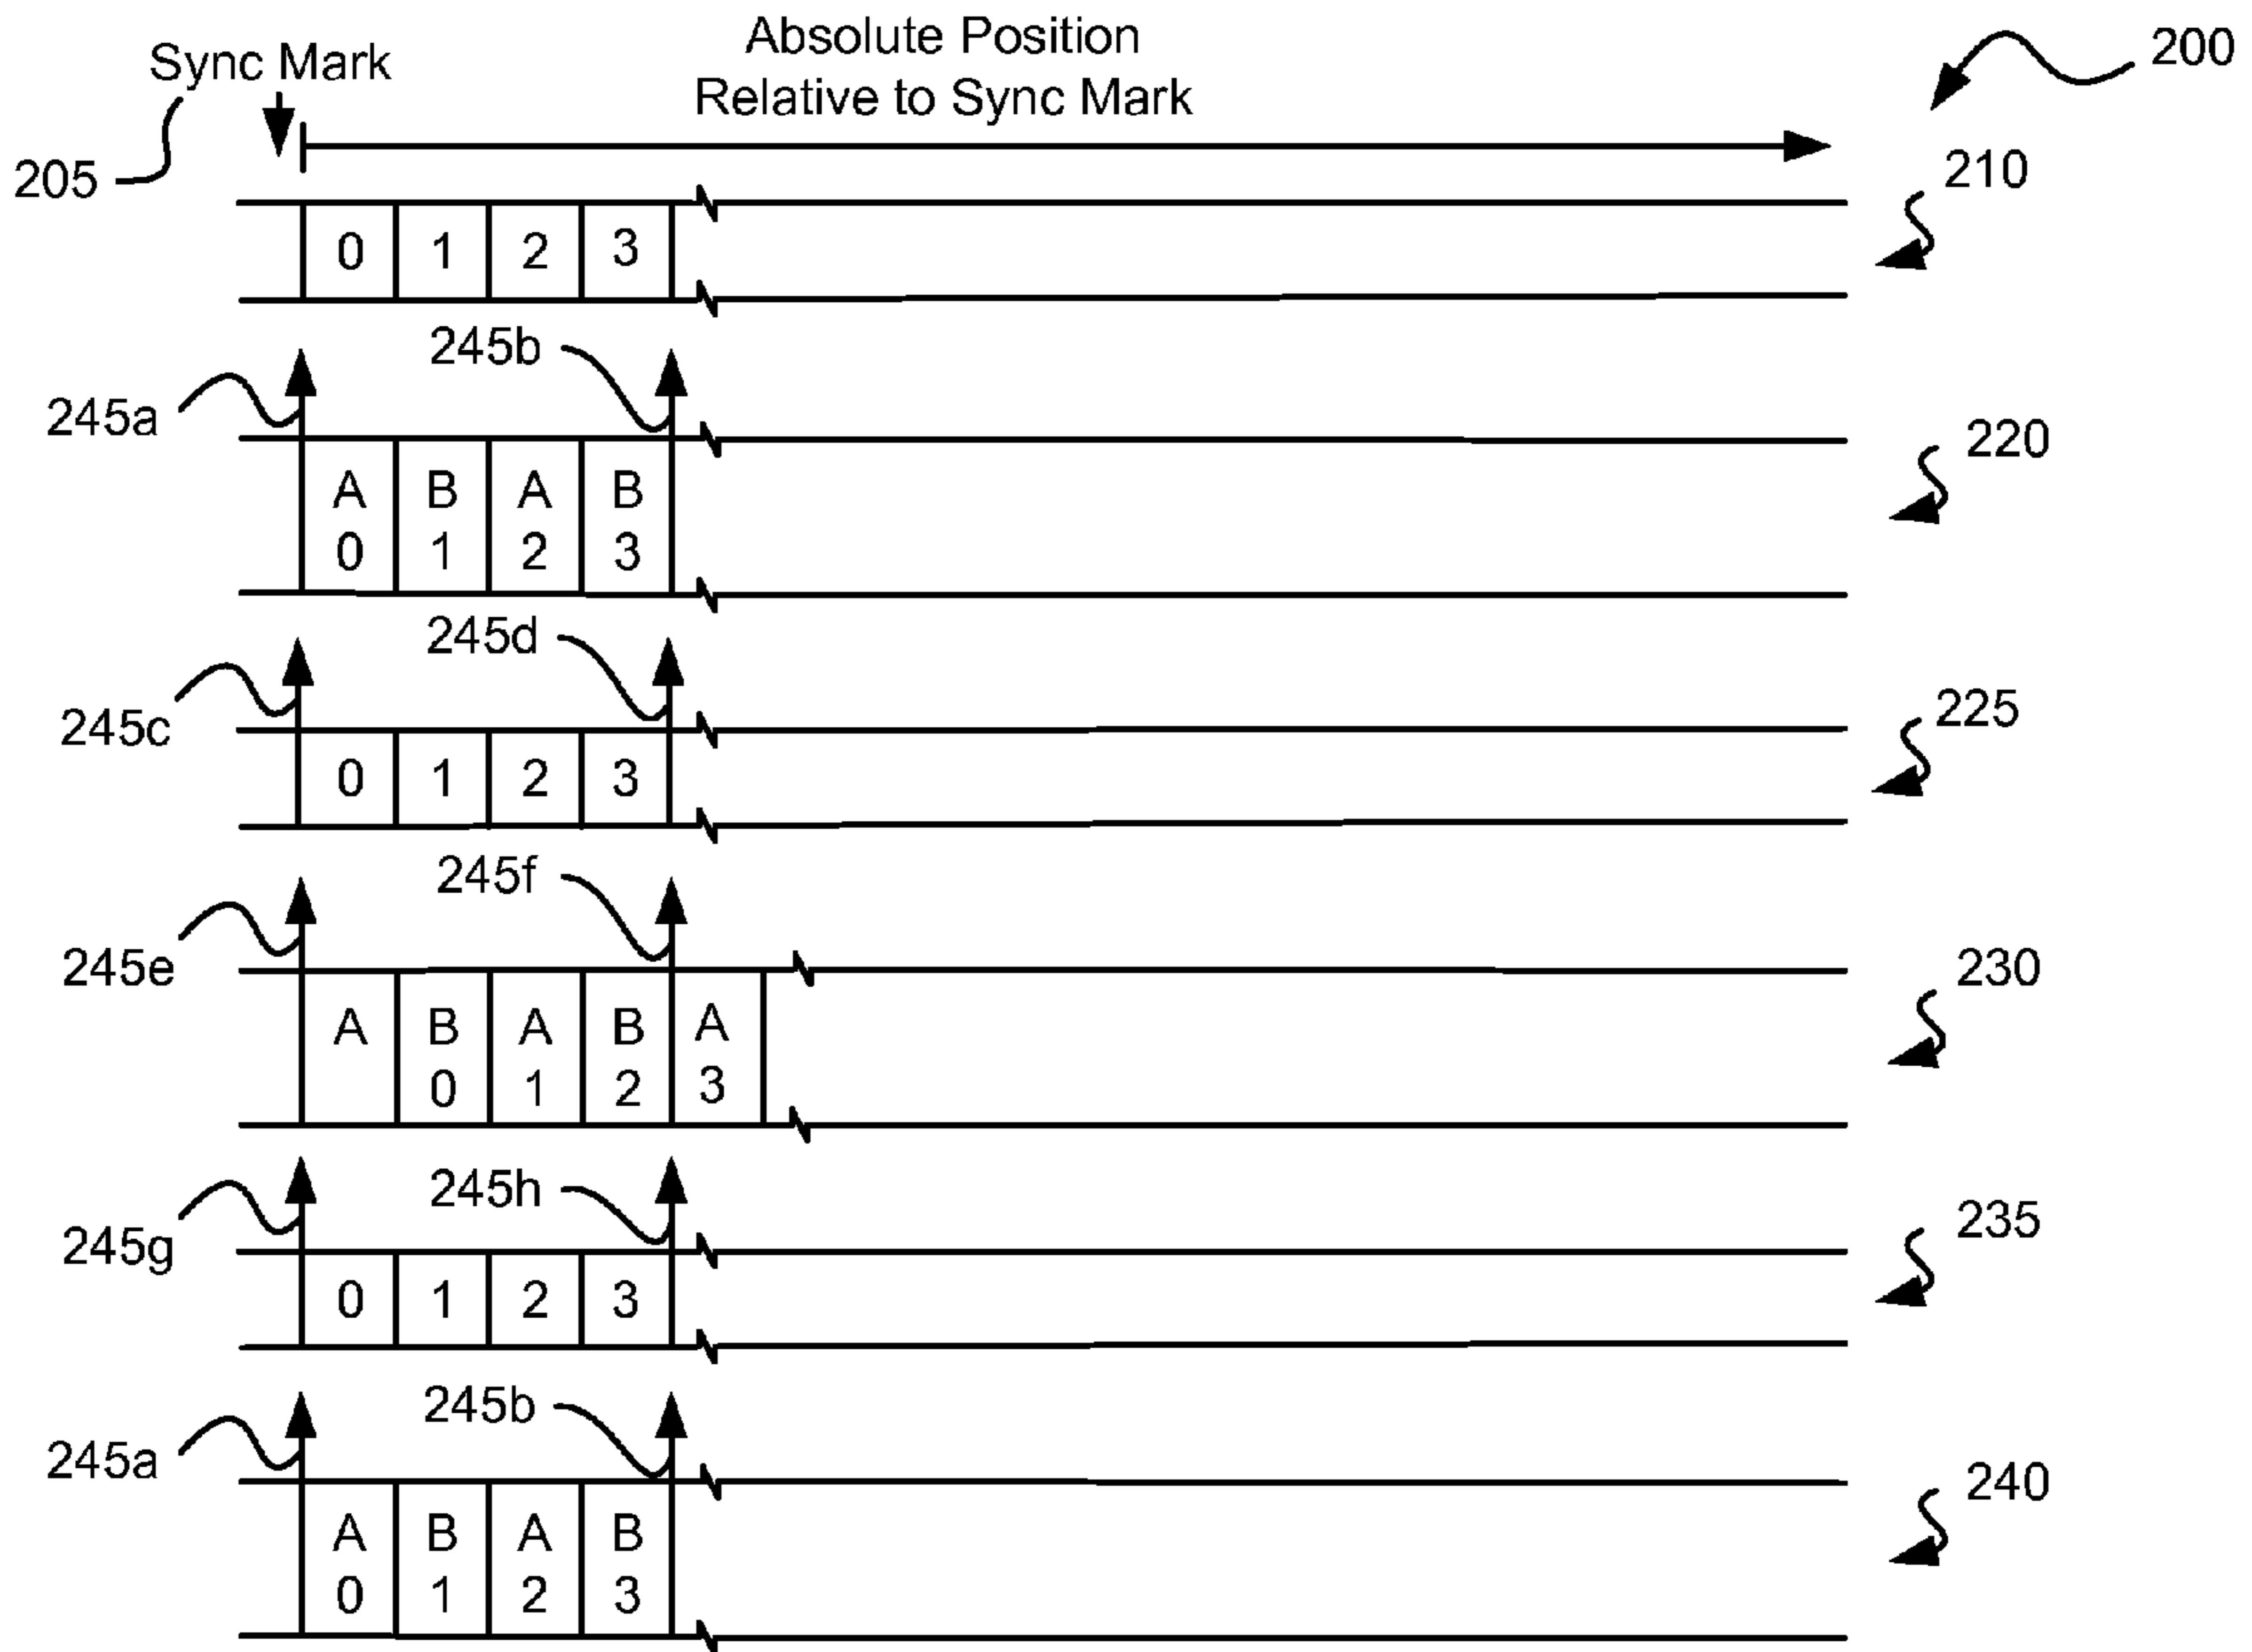 Sync Mark
Absolute Position
Relative to Sync Mark
200
205
210
0 1 2 3
245b
245a
220
A B A B
0 1 2 3
245d
245c
225
0 1 2 3
245f
245e
230
A B A B A
0 1 2 3
245h
245g
235
0 1 2 3
245b
245a
240
A B A B
0 1 2 3